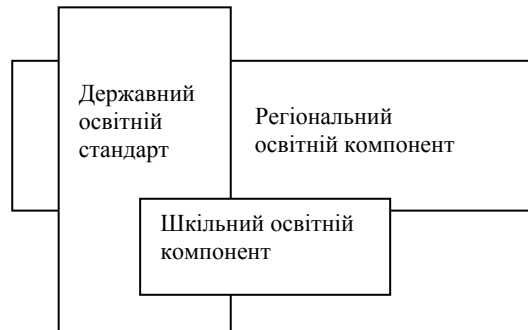 Державний
освітній
стандарт
Регіональний
освітній компонент
Шкільний освітній
компонент